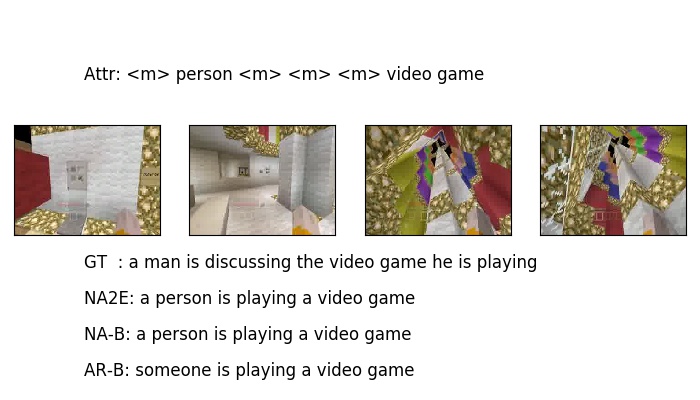 Attr: <m> person <m> <m> <m> video game
GT : a man is discussing the video game he is playing
NA2E: a person is playing a video game
NA-B: a person is playing a video game
AR-B: someone is playing a video game